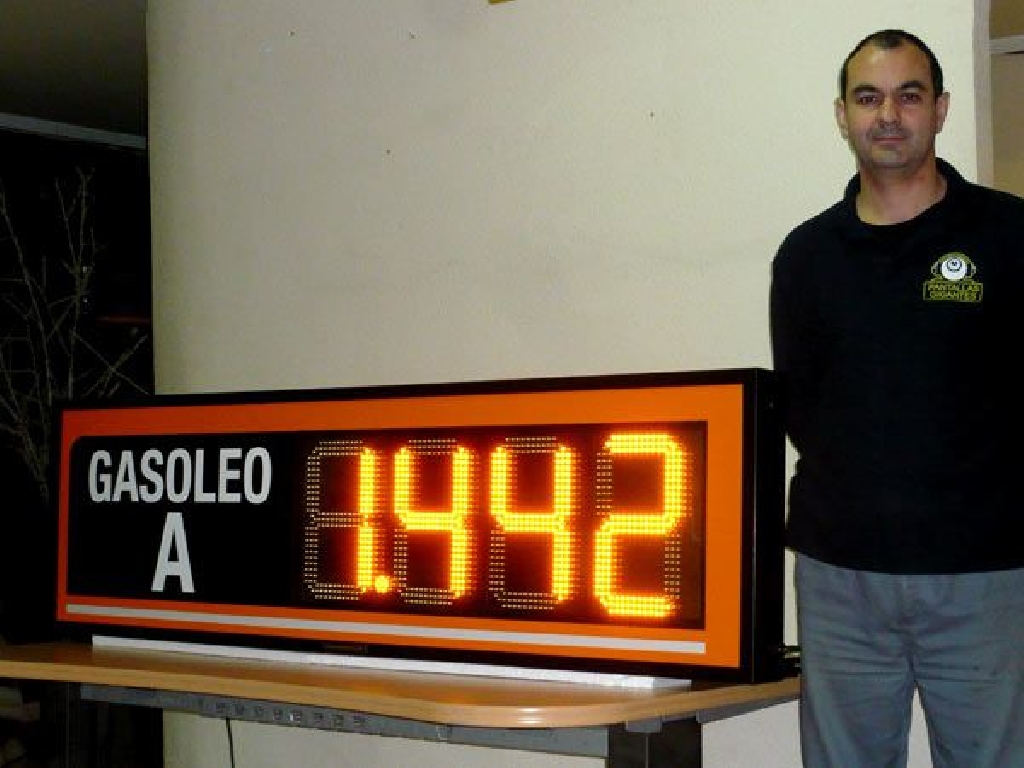 GASOLEO
A
1.442
PANTALLAS
GIGANTES